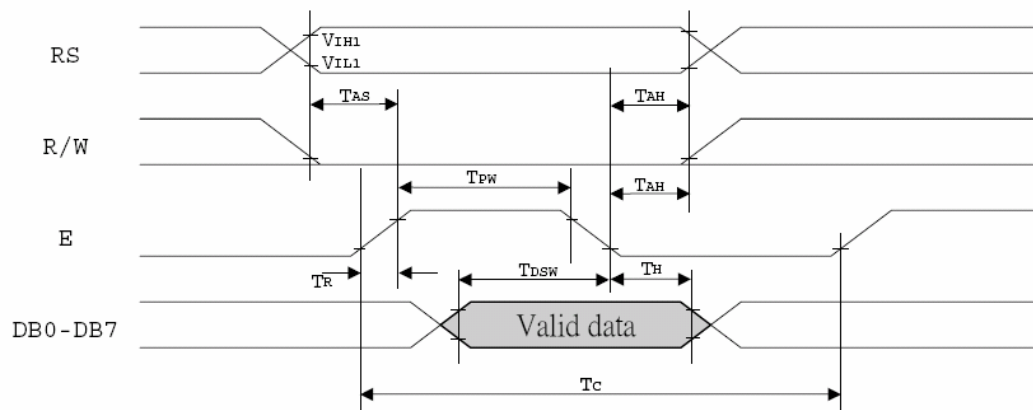 RS
VIH1
VIL1
TAS
TAH
R/W
TPW
TAH
E
TR
TDSW
TH
DB0-DB7
Valid data
TC